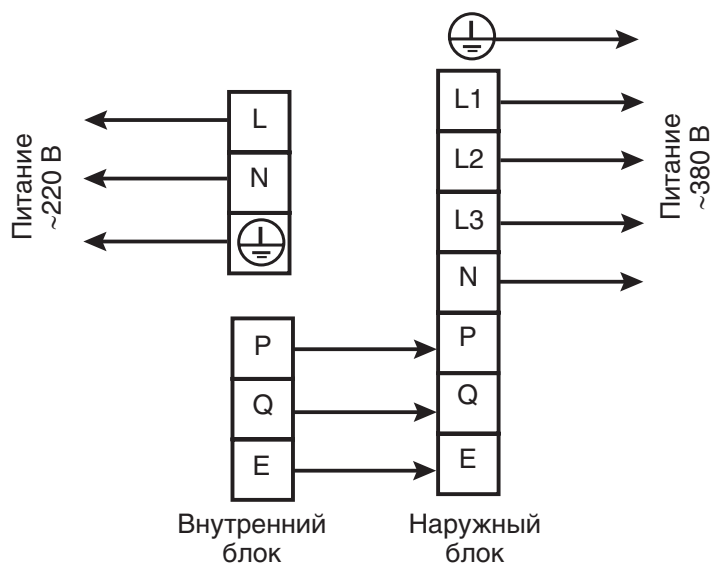 Питание
~220 В
L
N
P
Q
E
Внутренний
блок
L1
L2
L3
N
P
Q
E
Наружный
блок
Питание
~380 В